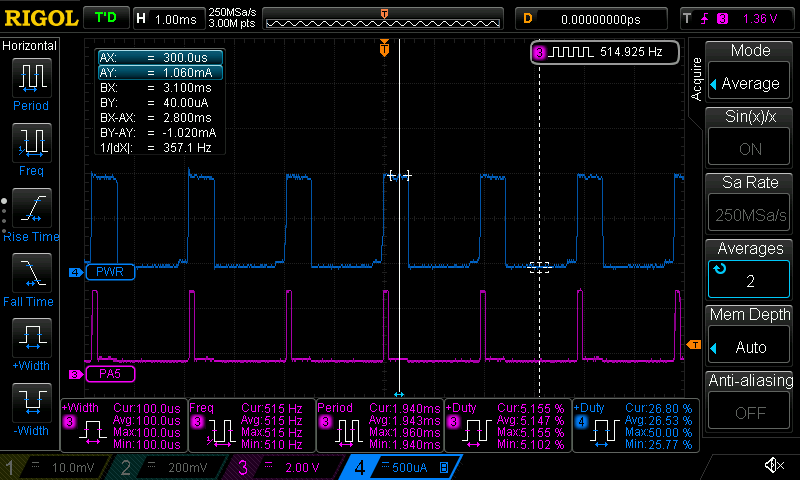 RIGOL T'D H 1.00ms 250MSa/s 3.00M pts T D 0.00000000ps T 3 1.36 V
Horizontal
Period
Freq
Rise Time
Fall Time
+Width
-Width
AX: = 300.0us
AY: = 1.060mA
BX: = 3.100ms
BY: = 40.00uA
BX-AX: = 2.800ms
BY-AY: = -1.020mA
1/|dX|: = 357.1 Hz
T
3 514.925 Hz
4 PWR
3 PA5
T
Acquire
Mode
Average
Sin(x)/x
ON
Sa Rate
250MSa/s
Averages
2
Mem Depth
Auto
Anti-aliasing
OFF
+Width
3
Cur:100.0us
Avg:100.0us
Max:100.0us
Min:100.0us
Freq
3
Cur:515 Hz
Avg:515 Hz
Max:515 Hz
Min:510 Hz
Period
3
Cur:1.940ms
Avg:1.943ms
Max:1.960ms
Min:1.940ms
+Duty
3
Cur:5.155 %
Avg:5.147 %
Max:5.155 %
Min:5.102 %
+Duty
4
Cur:26.80 %
Avg:26.53 %
Max:50.00 %
Min:25.77 %
1 10.0mV 2 200mV 3 2.00 V 4 500uA B